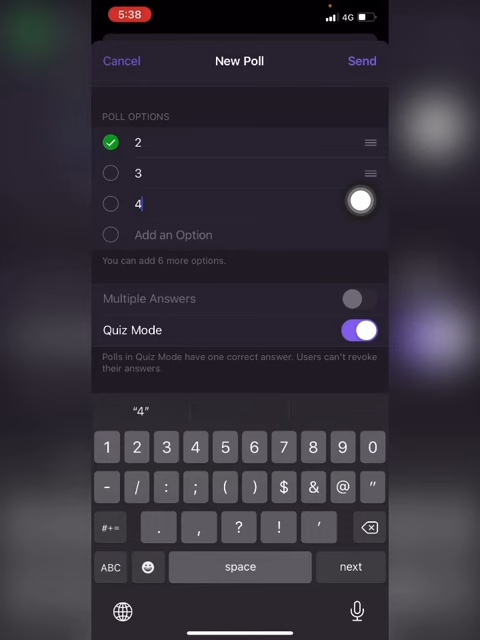 5:38
4G
Cancel New Poll Send
POLL OPTIONS
2
3
4
Add an Option
You can add 6 more options.
Multiple Answers
Quiz Mode
Polls in Quiz Mode have one correct answer. Users can't revoke
their answers.
“4”
1 2 3 4 5 6 7 8 9 0
- / : ; ( ) $ & @ "
#+= . , ? ! ’
ABC space next